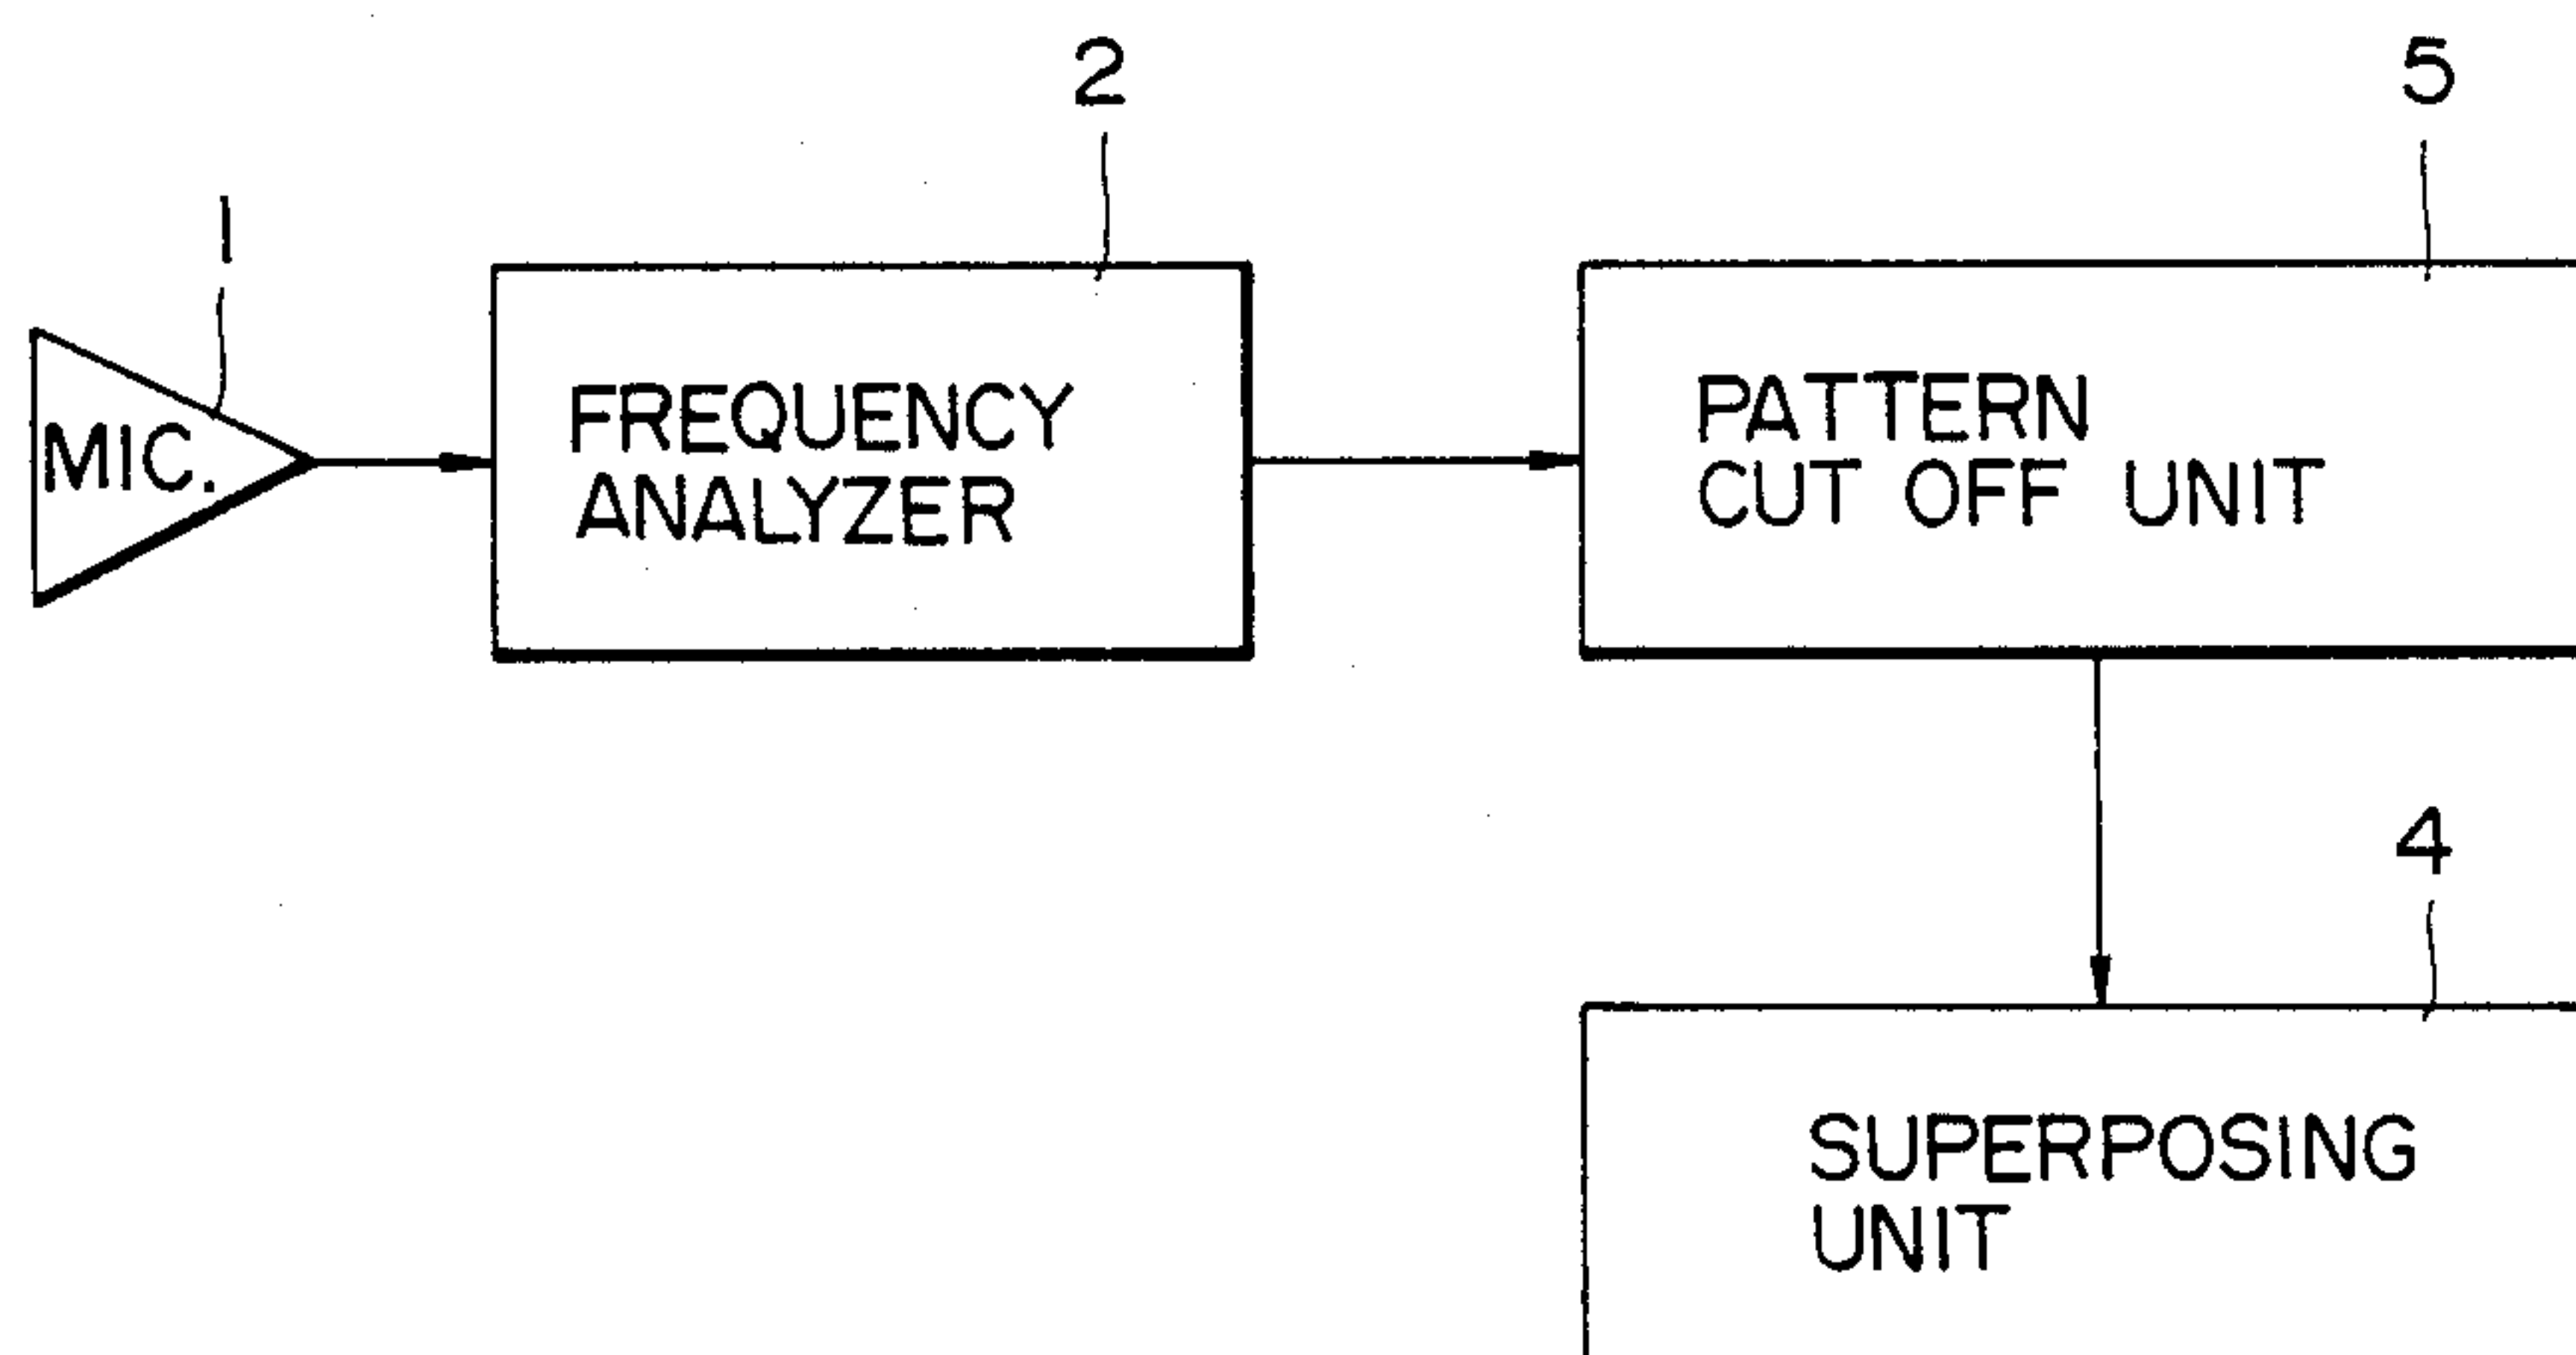 2
5
1
MIC.
FREQUENCY
ANALYZER
PATTERN
CUT OFF UNIT
4
SUPERPOSING
UNIT